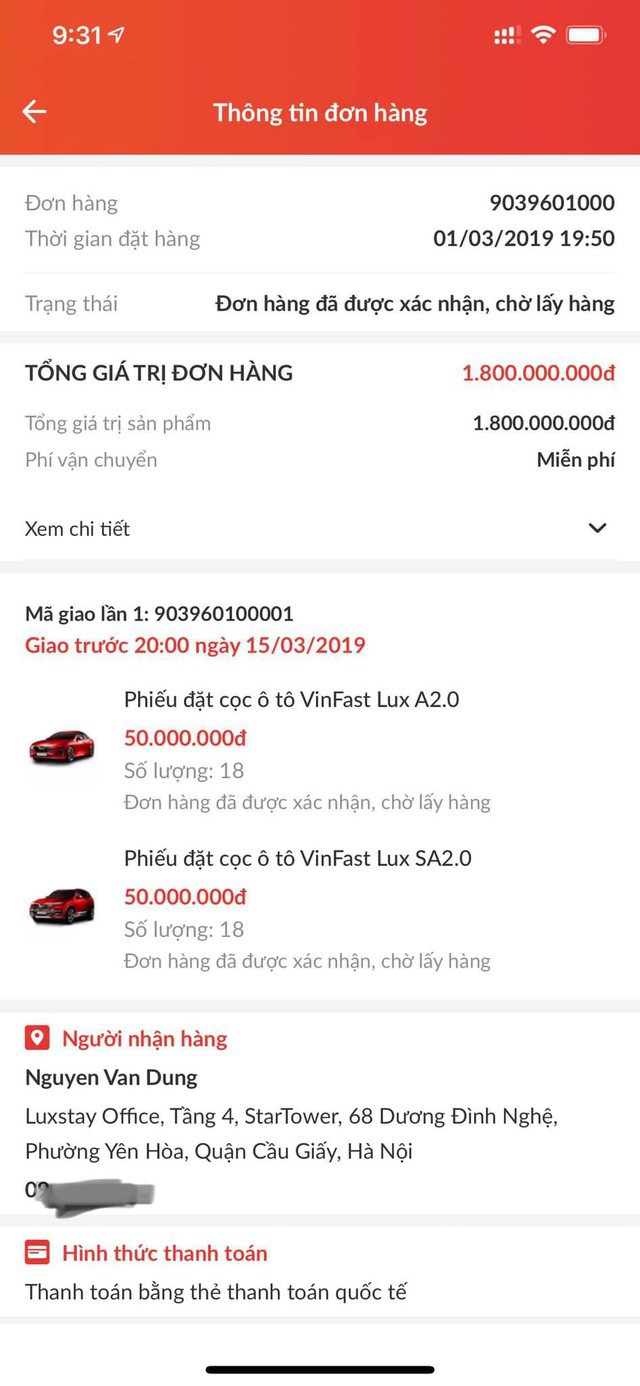 9:31
Thông tin đơn hàng
Đơn hàng 9039601000
Thời gian đặt hàng 01/03/2019 19:50
Trạng thái Đơn hàng đã được xác nhận, chờ lấy hàng
TỔNG GIÁ TRỊ ĐƠN HÀNG 1.800.000.000đ
Tổng giá trị sản phẩm 1.800.000.000đ
Phí vận chuyển Miễn phí
Xem chi tiết
Mã giao lần 1: 903960100001
Giao trước 20:00 ngày 15/03/2019
Phiếu đặt cọc ô tô VinFast Lux A2.0
50.000.000đ
Số lượng: 18
Đơn hàng đã được xác nhận, chờ lấy hàng
Phiếu đặt cọc ô tô VinFast Lux SA2.0
50.000.000đ
Số lượng: 18
Đơn hàng đã được xác nhận, chờ lấy hàng
Người nhận hàng
Nguyen Van Dung
Luxstay Office, Tầng 4, StarTower, 68 Dương Đình Nghệ,
Phường Yên Hòa, Quận Cầu Giấy, Hà Nội
Hình thức thanh toán
Thanh toán bằng thẻ thanh toán quốc tế